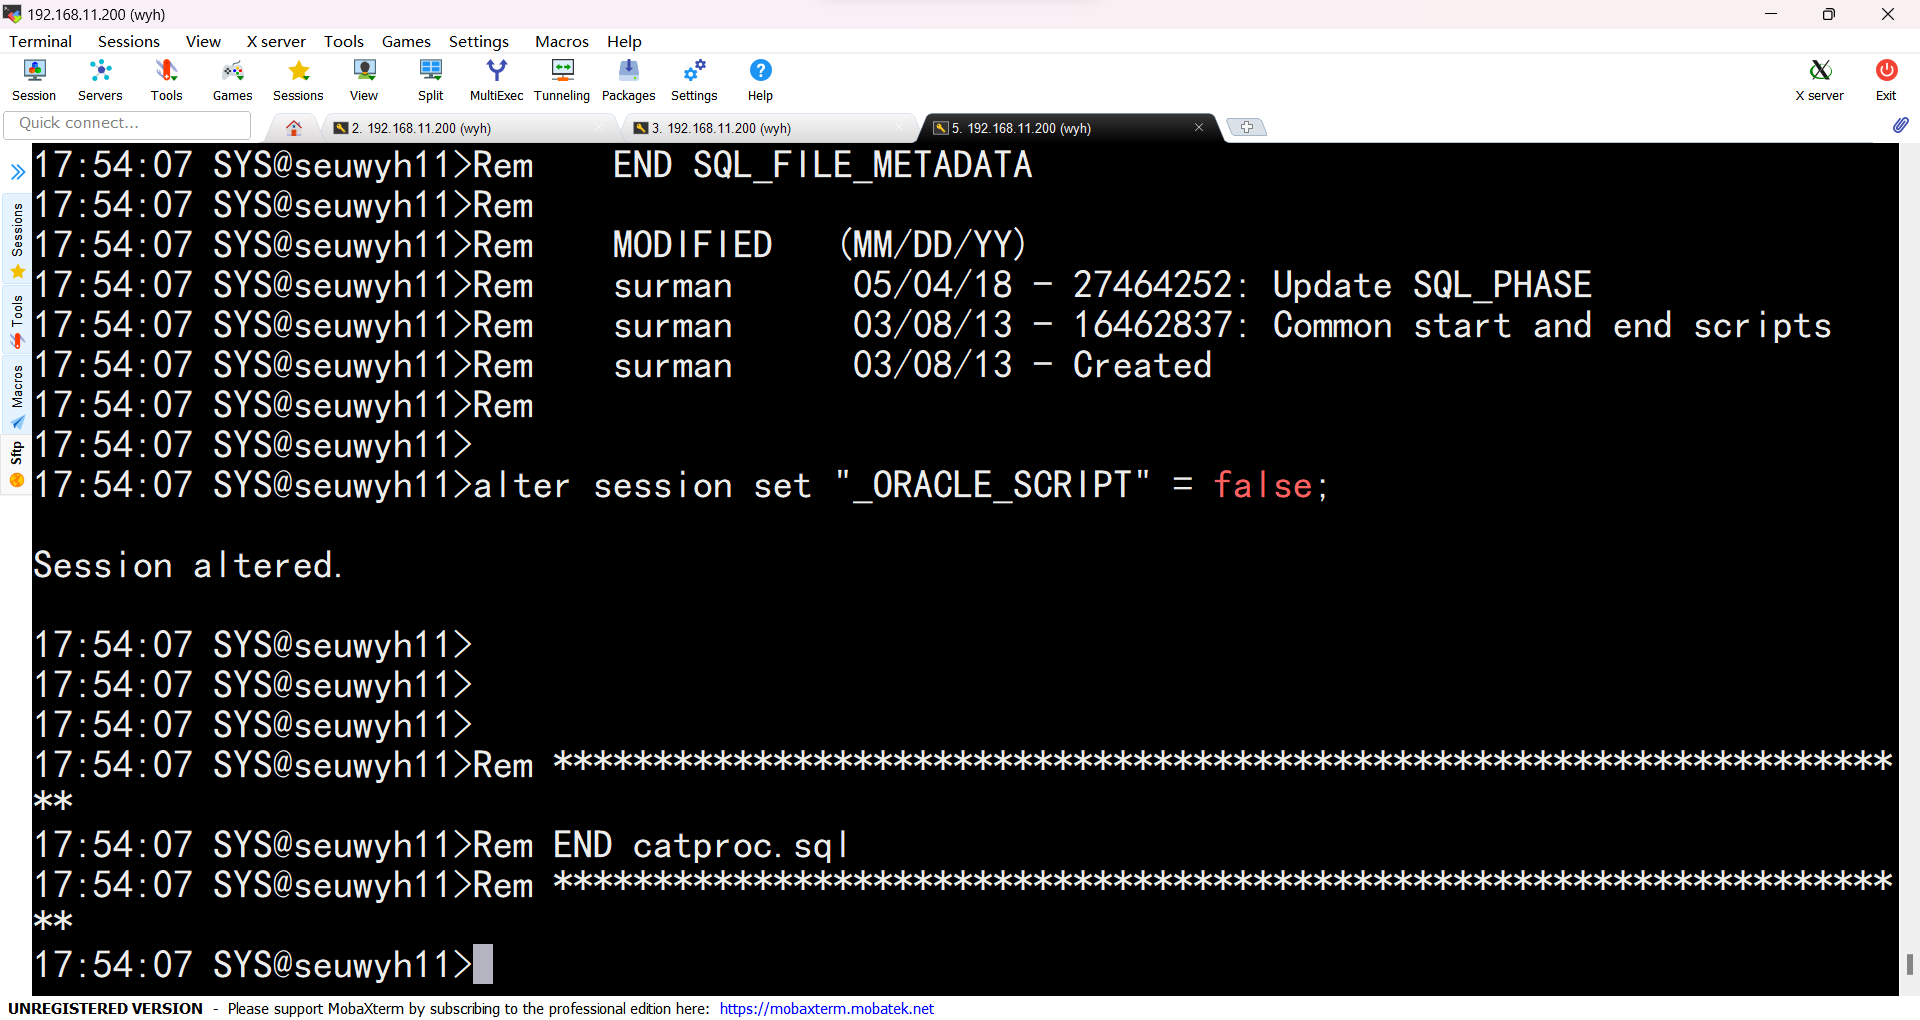 192.168.11.200 (wyh)
Terminal Sessions View X server Tools Games Settings Macros Help
Session Servers Tools Games Sessions View Split MultiExec Tunneling Packages Settings Help X server Exit
Quick connect... 2. 192.168.11.200 (wyh) 3. 192.168.11.200 (wyh) 5. 192.168.11.200 (wyh)
Sessions
Tools
Macros
Sftp
17:54:07 SYS@seuwyh11>Rem    END SQL_FILE_METADATA
17:54:07 SYS@seuwyh11>Rem
17:54:07 SYS@seuwyh11>Rem    MODIFIED   (MM/DD/YY)
17:54:07 SYS@seuwyh11>Rem    surman      05/04/18 - 27464252: Update SQL_PHASE
17:54:07 SYS@seuwyh11>Rem    surman      03/08/13 - 16462837: Common start and end scripts
17:54:07 SYS@seuwyh11>Rem    surman      03/08/13 - Created
17:54:07 SYS@seuwyh11>Rem
17:54:07 SYS@seuwyh11>
17:54:07 SYS@seuwyh11>alter session set "_ORACLE_SCRIPT" = false;
Session altered.
17:54:07 SYS@seuwyh11>
17:54:07 SYS@seuwyh11>
17:54:07 SYS@seuwyh11>
17:54:07 SYS@seuwyh11>Rem *******************************************************************
**
17:54:07 SYS@seuwyh11>Rem END catproc.sql
17:54:07 SYS@seuwyh11>Rem *******************************************************************
**
17:54:07 SYS@seuwyh11>
UNREGISTERED VERSION - Please support MobaXterm by subscribing to the professional edition here: https://mobaxterm.mobatek.net